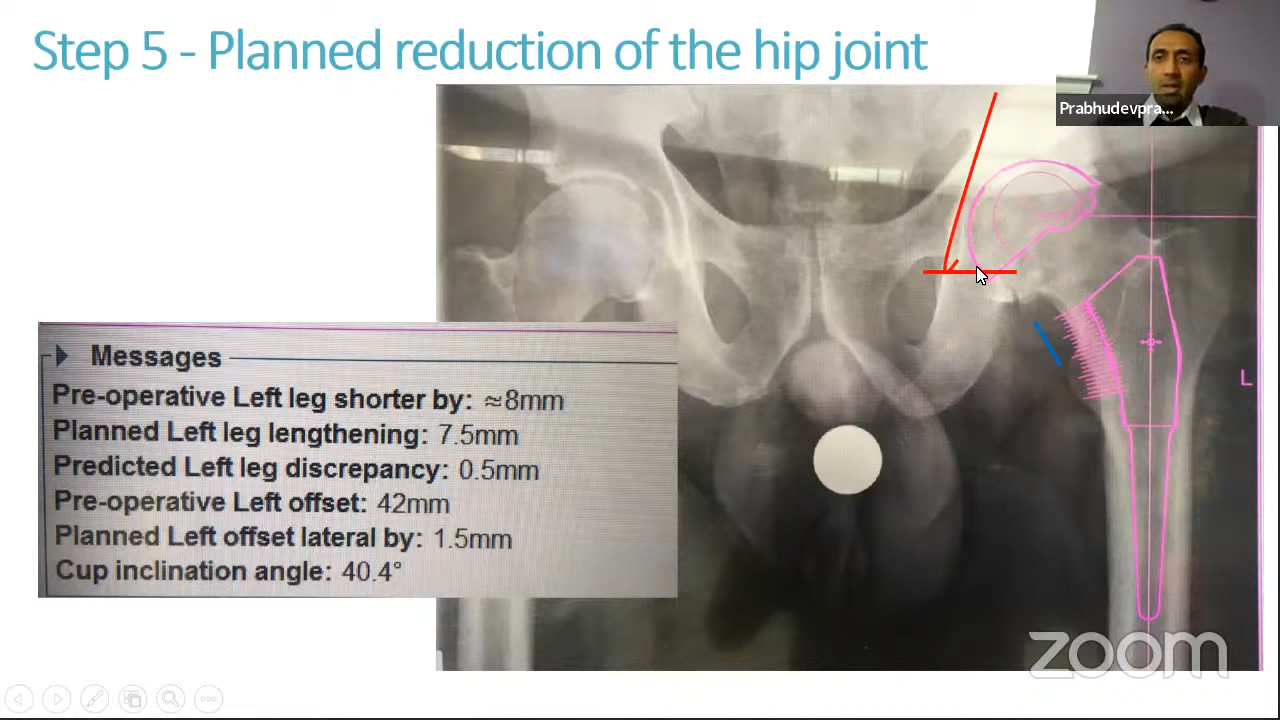 Step 5 - Planned reduction of the hip joint
Prabhudevpra...
Messages
Pre-operative Left leg shorter by: ≈8mm
Planned Left leg lengthening: 7.5mm
Predicted Left leg discrepancy: 0.5mm
Pre-operative Left offset: 42mm
Planned Left offset lateral by: 1.5mm
Cup inclination angle: 40.4°
L
zoom